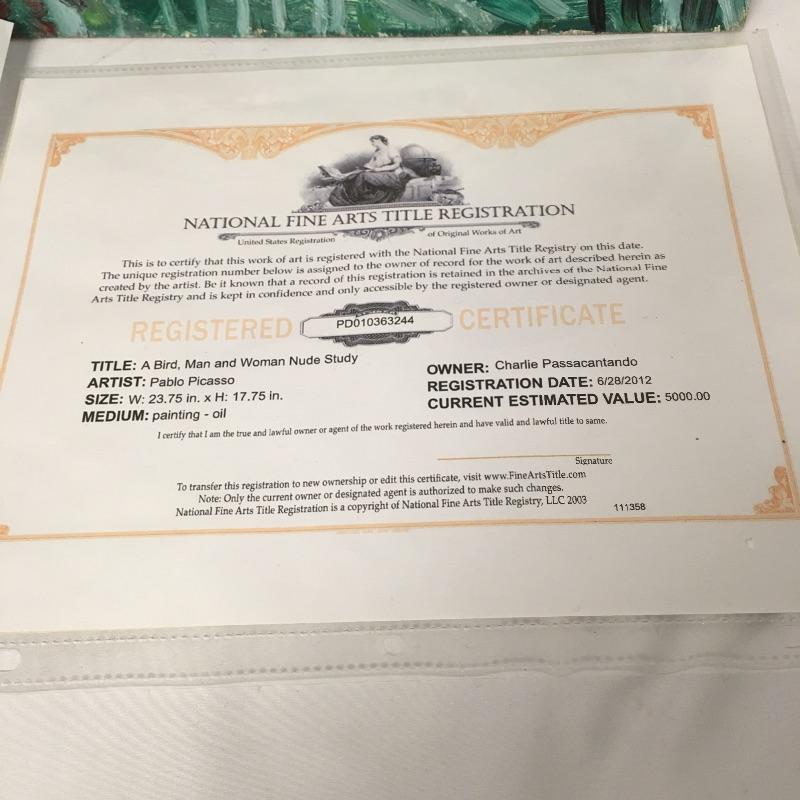 NATIONAL FINE ARTS TITLE REGISTRATION
United States Registration of Original Works of Art
This is to certify that this work of art is registered with the National Fine Arts Title Registry on this date.
The unique registration number below is assigned to the owner of record for the work of art described herein as
created by the artist. Be it known that a record of this registration is retained in the archives of the National Fine
Arts Title Registry and is kept in confidence and only accessible by the registered owner or designated agent.
REGISTERED PD010363244 CERTIFICATE
TITLE: A Bird, Man and Woman Nude Study
ARTIST: Pablo Picasso
SIZE: W: 23.75 in. x H: 17.75 in.
MEDIUM: painting - oil
OWNER: Charlie Passacantando
REGISTRATION DATE: 6/28/2012
CURRENT ESTIMATED VALUE: 5000.00
I certify that I am the true and lawful owner or agent of the work registered herein and have valid and lawful title to same.
Signature
To transfer this registration to new ownership or edit this certificate, visit www.FineArtsTitle.com
Note: Only the current owner or designated agent is authorized to make such changes.
National Fine Arts Title Registration is a copyright of National Fine Arts Title Registry, LLC 2003
111358